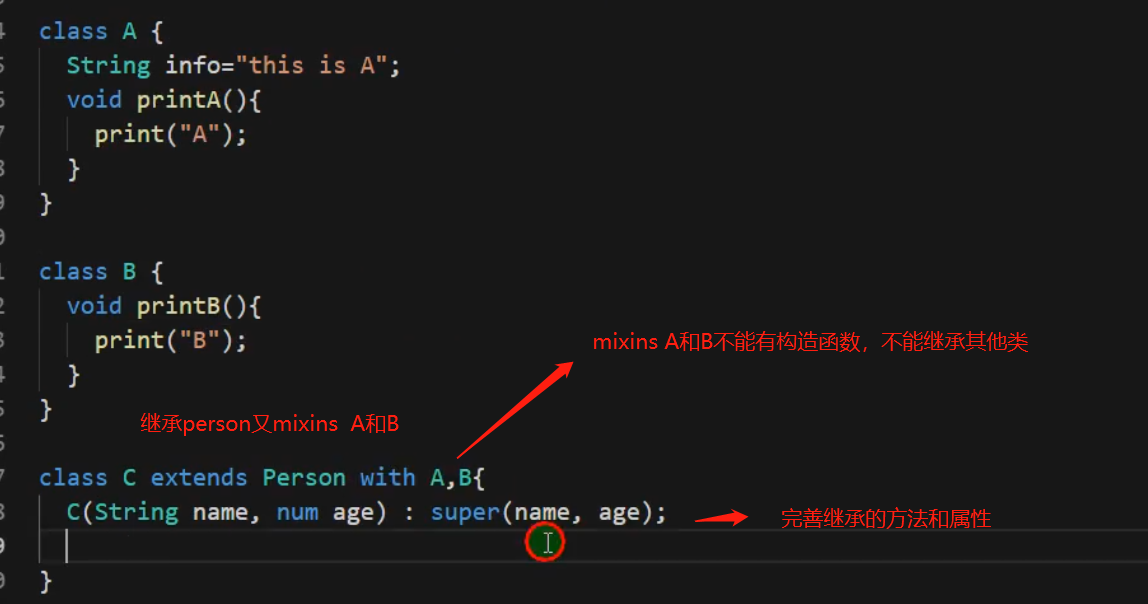 class A {
String info="this is A";
void printA(){
print("A");
}
}
class B {
void printB(){
print("B");
}
}
mixins A和B不能有构造函数，不能继承其他类
继承person又mixins  A和B
class C extends Person with A,B{
C(String name, num age) : super(name, age);
完善继承的方法和属性
}